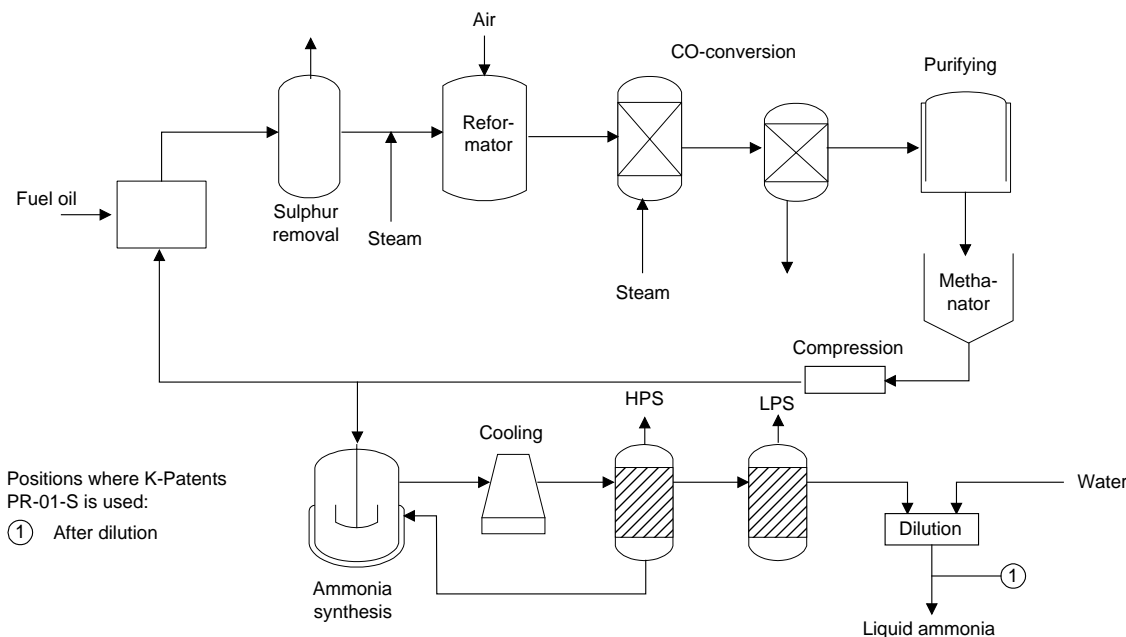 Air
CO-conversion
Purifying
Refor-
mator
Fuel oil
Sulphur
removal
Steam
Steam
Metha-
nator
Compression
HPS
LPS
Cooling
Positions where K-Patents
PR-01-S is used:
1 After dilution
Water
Dilution
1
Ammonia
synthesis
Liquid ammonia